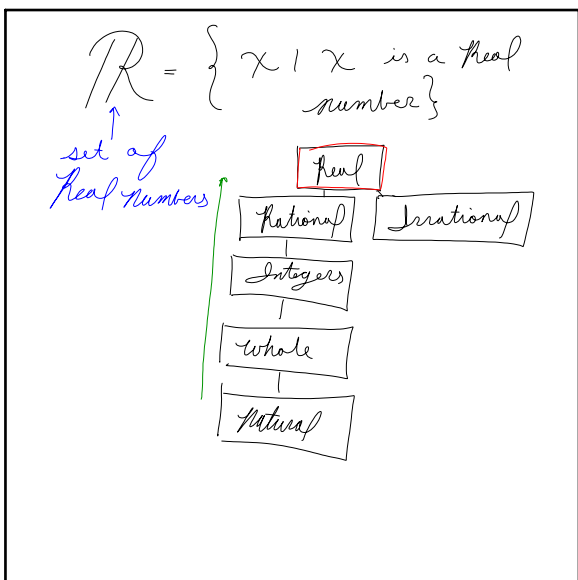 ℝ = { x | x is a Real
number}
set of
Real Numbers
Real
Rational
Irrational
Integers
Whole
Natural